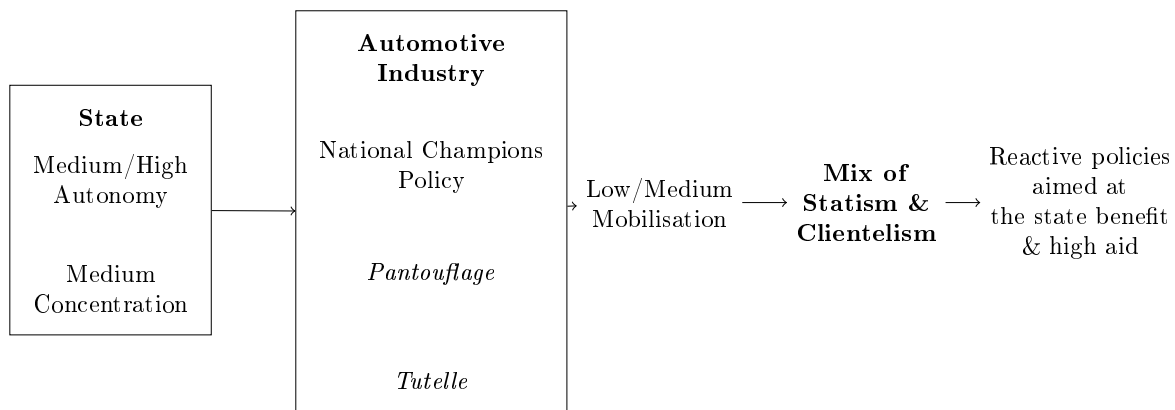 State
Medium/High
Autonomy
Medium
Concentration
Automotive
Industry
National Champions
Policy
Pantouflage
Tutelle
Low/Medium
Mobilisation
Mix of
Statism &
Clientelism
Reactive policies
aimed at
the state benefit
& high aid